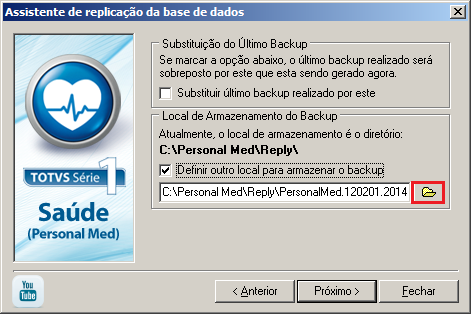 Assistente de replicação da base de dados
Substituição do Último Backup
Se marcar a opção abaixo, o último backup realizado será
sobreposto por este que esta sendo gerado agora.
Substituir último backup realizado por este
Local de Armazenamento do Backup
Atualmente, o local de armazenamento é o diretório:
C:\Personal Med\Reply\
Definir outro local para armazenar o backup
C:\Personal Med\Reply\PersonalMed.120201.2014
TOTVS Série 1
Saúde
(Personal Med)
You
Tube
< Anterior
Próximo >
Fechar